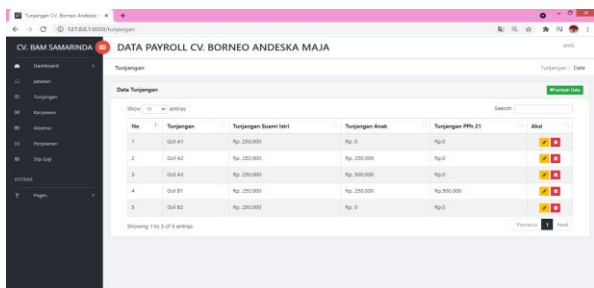 Tunjangan CV. Borneo Andeska
127.0.0.1:8000/tunjangan
CV. BAM SAMARINDA
DATA PAYROLL CV. BORNEO ANDESKA MAJA
andi
Dashboard
Jabatan
Tunjangan
Karyawan
Absensi
Perjalanan
Slip Gaji
EXTRAS
Pages
Tunjangan
Tunjangan / Data
Data Tunjangan
Tambah Data
Show 10 entries
Search:
No Tunjangan Tunjangan Suami Istri Tunjangan Anak Tunjangan PPh 21 Aksi
1 Gol A1 Rp. 250.000 Rp. 0 Rp.0
2 Gol A2 Rp. 250.000 Rp. 250.000 Rp.0
3 Gol A3 Rp. 250.000 Rp. 500.000 Rp.0
4 Gol B1 Rp. 250.000 Rp. 250.000 Rp.500.000
5 Gol B2 Rp. 250.000 Rp. 0 Rp.0
Showing 1 to 5 of 5 entries
Previous 1 Next